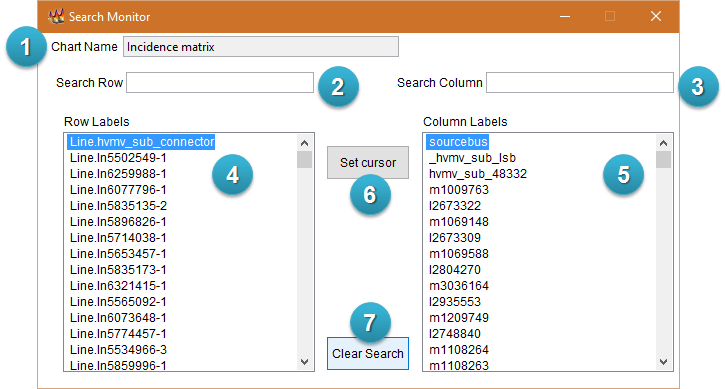 Search Monitor
1 Chart Name Incidence matrix
Search Row 2 Search Column 3
Row Labels Column Labels
Line.hvmv_sub_connector
Line.ln5502549-1
Line.ln6259988-1
Line.ln6077796-1
Line.ln5835135-2
Line.ln5896826-1
Line.ln5714038-1
Line.ln5653457-1
Line.ln5835173-1
Line.ln6321415-1
Line.ln5565092-1
Line.ln6073648-1
Line.ln5774457-1
Line.ln5534966-3
Line.ln5859996-1
4
Set cursor
6
7
Clear Search
sourcebus
_hvmv_sub_lsb
hvmv_sub_48332
m1009763
l2673322
m1069148
l2673309
m1069588
l2804270
m3036164
l2935553
m1209749
l2748840
m1108264
m1108263
5